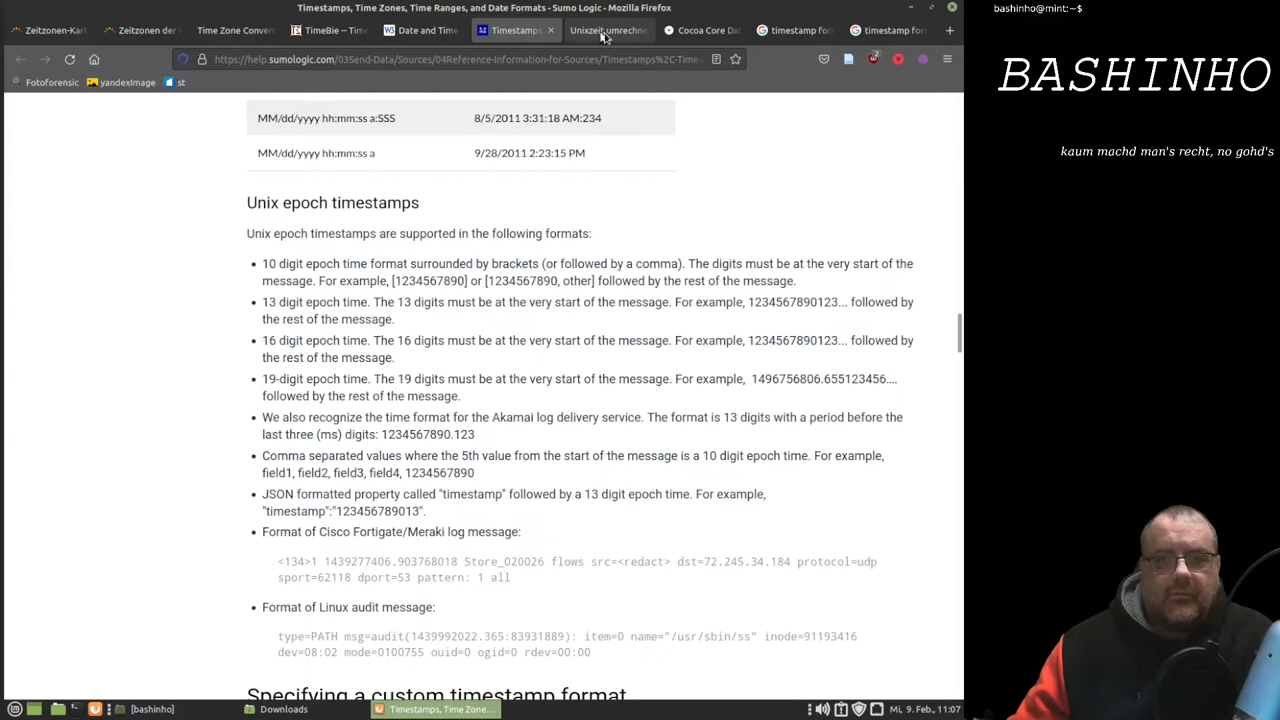 Timestamps, Time Zones, Time Ranges, and Date Formats - Sumo Logic - Mozilla Firefox
bashinho@mint:~$
Zeitzonen-Kar
Zeitzonen der
Time Zone Convert
TimeBie – Time
Date and Time
Timestamps,
Unixzeit umrechne
Cocoa Core Dat
timestamp for
timestamp form
https://help.sumologic.com/03Send-Data/Sources/04Reference-Information-for-Sources/Timestamps%2C-Time-
2
Fotoforensic
yandexImage
st
BASHINHO
kaum machd man's recht, no gohd's
MM/dd/yyyy hh:mm:ss a:SSS 8/5/2011 3:31:18 AM:234
MM/dd/yyyy hh:mm:ss a 9/28/2011 2:23:15 PM
Unix epoch timestamps
Unix epoch timestamps are supported in the following formats:
• 10 digit epoch time format surrounded by brackets (or followed by a comma). The digits must be at the very start of the
message. For example, [1234567890] or [1234567890, other] followed by the rest of the message.
• 13 digit epoch time. The 13 digits must be at the very start of the message. For example, 1234567890123... followed by
the rest of the message.
• 16 digit epoch time. The 16 digits must be at the very start of the message. For example, 1234567890123... followed by
the rest of the message.
• 19-digit epoch time. The 19 digits must be at the very start of the message. For example, 1496756806.655123456....
followed by the rest of the message.
• We also recognize the time format for the Akamai log delivery service. The format is 13 digits with a period before the
last three (ms) digits: 1234567890.123
• Comma separated values where the 5th value from the start of the message is a 10 digit epoch time. For example,
field1, field2, field3, field4, 1234567890
• JSON formatted property called "timestamp" followed by a 13 digit epoch time. For example,
"timestamp":"123456789013".
• Format of Cisco Fortigate/Meraki log message:
<134>1 1439277406.903768018 Store_020026 flows src=<redact> dst=72.245.34.184 protocol=udp
sport=62118 dport=53 pattern: 1 all
• Format of Linux audit message:
type=PATH msg=audit(1439992022.365:83931889): item=0 name="/usr/sbin/ss" inode=91193416
dev=08:02 mode=0100755 ouid=0 ogid=0 rdev=00:00
Specifying a custom timestamp format
[bashinho]
Downloads
Timestamps, Time Zone...
Mi, 9. Feb., 11:07